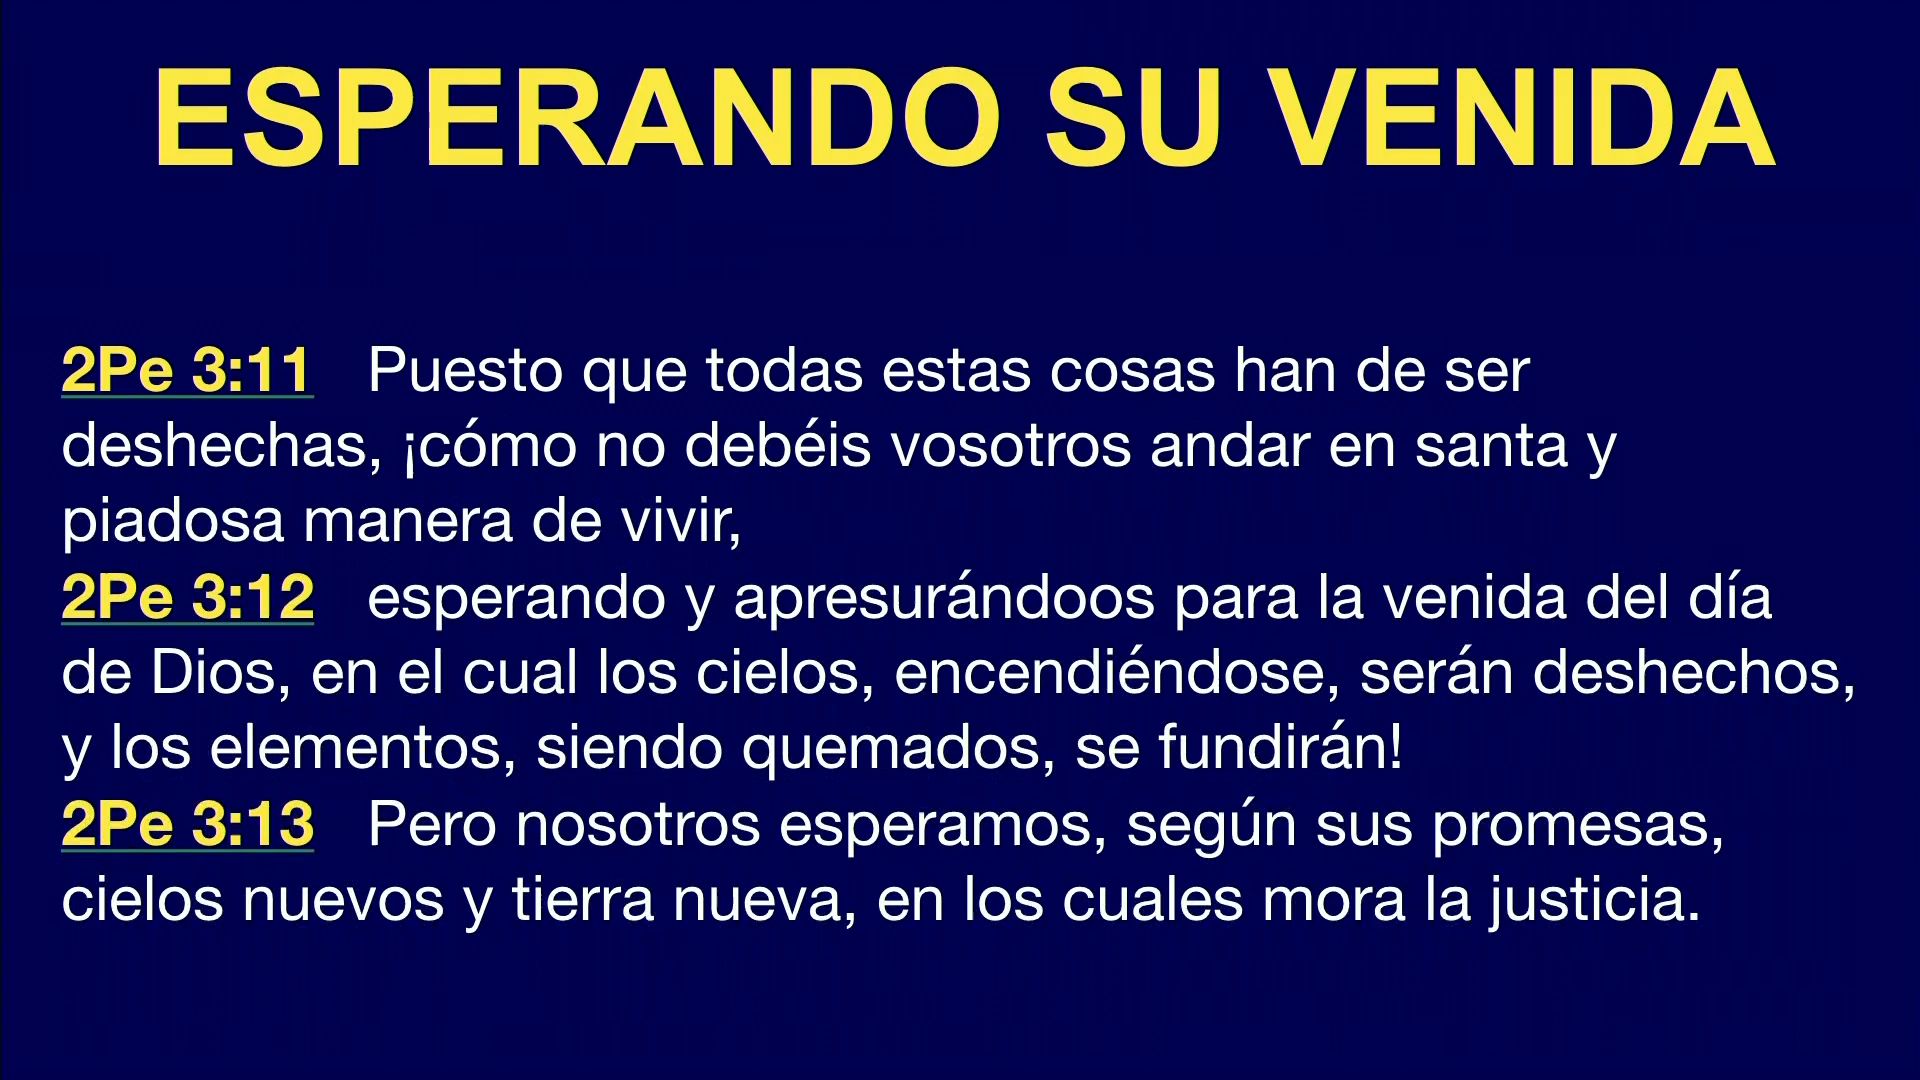 ESPERANDO SU VENIDA
2Pe 3:11 Puesto que todas estas cosas han de ser
deshechas, ¡cómo no debéis vosotros andar en santa y
piadosa manera de vivir,
2Pe 3:12 esperando y apresurándoos para la venida del día
de Dios, en el cual los cielos, encendiéndose, serán deshechos,
y los elementos, siendo quemados, se fundirán!
2Pe 3:13 Pero nosotros esperamos, según sus promesas,
cielos nuevos y tierra nueva, en los cuales mora la justicia.